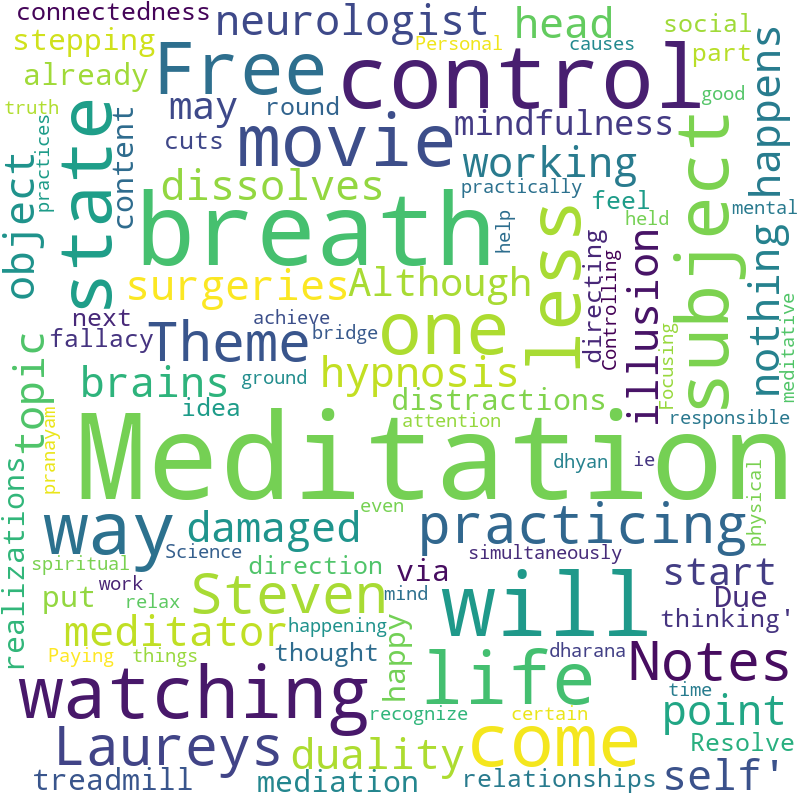 connectedness
neurologist
head
social
stepping
Personal
causes
part
Free
control
already
may
round
good
truth
state
movie
mindfulness
happens
cuts
content
practices
object
dissolves
working
practically
feel
held
mental
breath
less
subject
help
surgeries
Although
directing
Controlling
illusion
nothing
next
achieve
fallacy
Theme
bridge
one
Focusing
meditative
topic
brains
ground
hypnosis
idea
distractions
attention
responsible
Meditation
dhyan
ie
pranayam
realizations
way
damaged
even
practicing
physical
Science
simultaneously
spiritual
direction
via
start
work
mind
put
relax
Steven
will
Due
meditator
happening
happy
thinking'
Paying
things
thought
dharana
life
Notes
watching
time
recognize
certain
come
point
Laureys
duality
Resolve
treadmill
mediation
relationships
self'